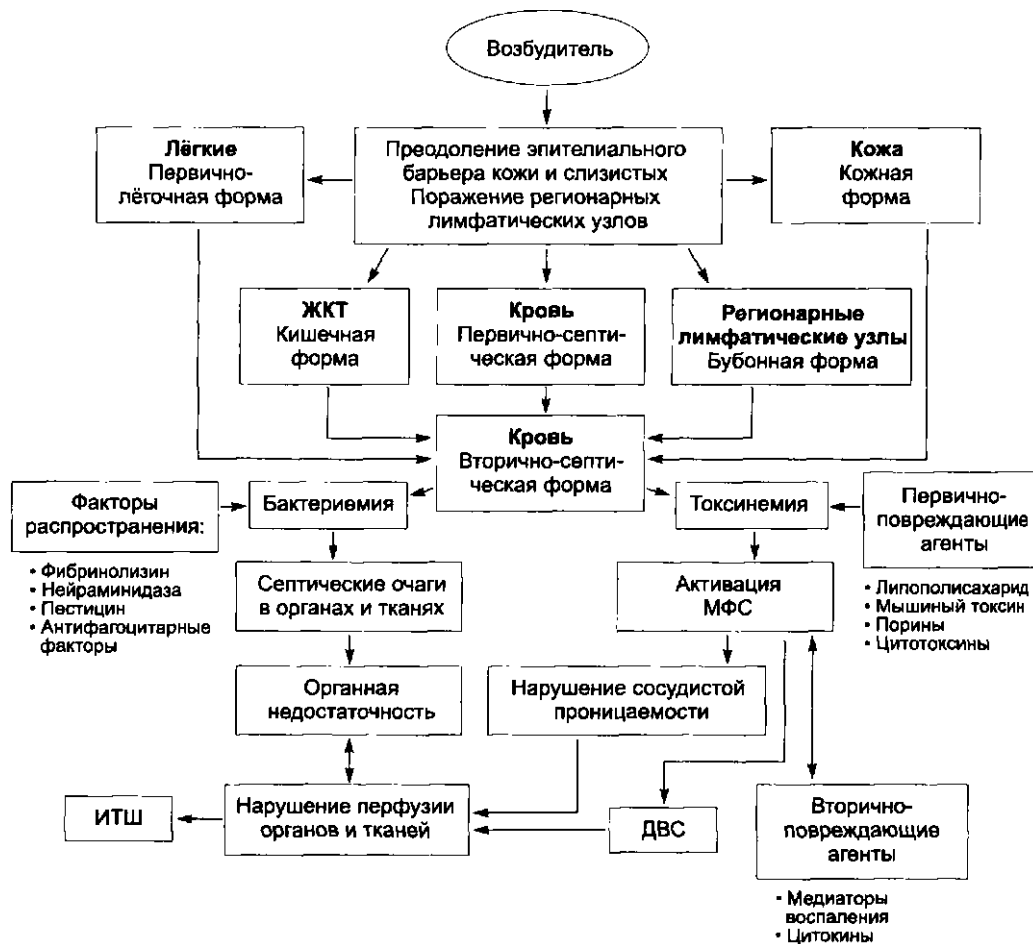 Возбудитель
Лёгкие
Первично-
лёгочная форма
Преодоление эпителиального
барьера кожи и слизистых
Поражение регионарных
лимфатических узлов
Кожа
Кожная
форма
ЖКТ
Кишечная
форма
Кровь
Первично-септи-
ческая форма
Регионарные
лимфатические узлы
Бубонная форма
Кровь
Вторично-септи-
ческая форма
Факторы
распространения:
• Фибринолизин
• Нейраминидаза
• Пестицин
• Антифагоцитарные
факторы
Бактериемия
Токсинемия
Первично-
повреждающие
агенты
• Липополисахарид
• Мышиный токсин
• Порины
• Цитотоксины
Септические очаги
в органах и тканях
Активация
МФС
Органная
недостаточность
Нарушение сосудистой
проницаемости
ИТШ
Нарушение перфузии
органов и тканей
ДВС
Вторично-
повреждающие
агенты
• Медиаторы
воспаления
• Цитокины